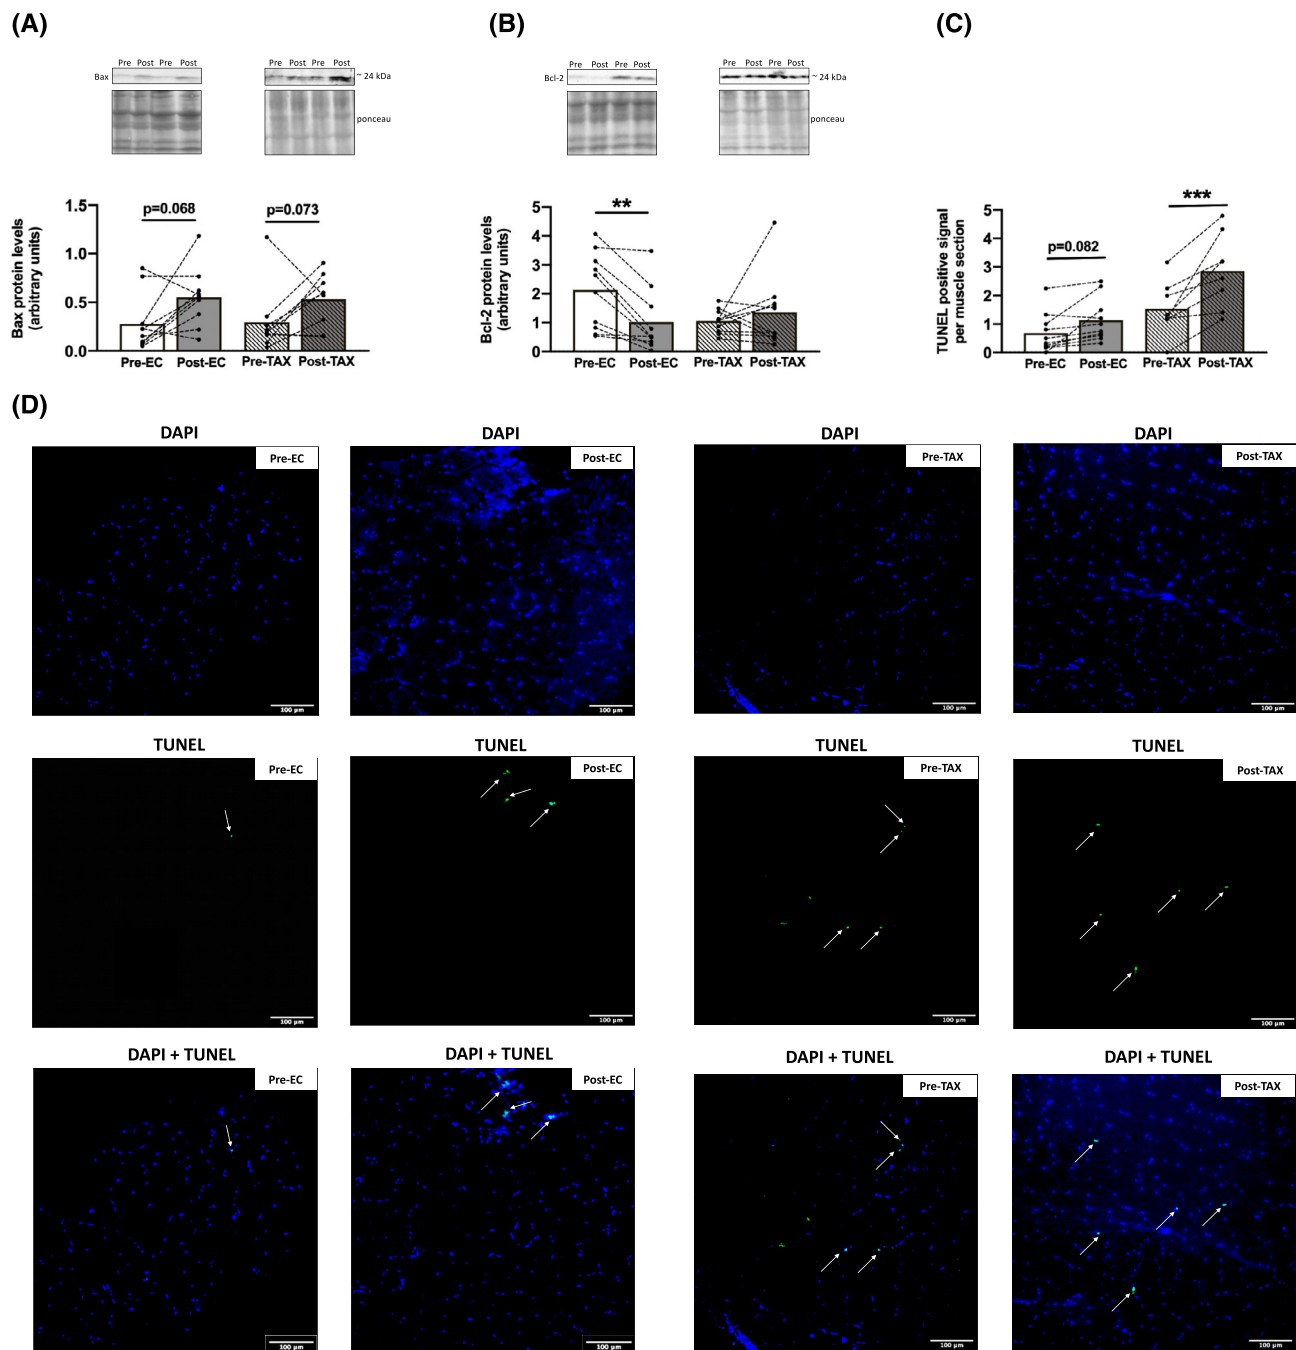 (A)
(B)
(C)
Pre Post Pre Post
Pre Post Pre Post
Bax
~ 24 kDa
ponceau
Pre Post Pre Post
Pre Post Pre Post
Bcl-2
~ 24 kDa
ponceau
Bax protein levels
(arbitrary units)
1.5
1.0
0.5
0.0
p=0.068
p=0.073
Pre-EC Post-EC Pre-TAX Post-TAX
Bcl-2 protein levels
(arbitrary units)
5
4
3
2
1
0
**
Pre-EC Post-EC Pre-TAX Post-TAX
TUNEL positive signal
per muscle section
5
4
3
2
1
0
p=0.082
***
Pre-EC Post-EC Pre-TAX Post-TAX
(D)
DAPI
DAPI
DAPI
DAPI
Pre-EC
Post-EC
Pre-TAX
Post-TAX
100 µm
100 µm
100 µm
100 µm
TUNEL
TUNEL
TUNEL
TUNEL
Pre-EC
Post-EC
Pre-TAX
Post-TAX
100 µm
100 µm
100 µm
100 µm
DAPI + TUNEL
DAPI + TUNEL
DAPI + TUNEL
DAPI + TUNEL
Pre-EC
Post-EC
Pre-TAX
Post-TAX
100 µm
100 µm
100 µm
100 µm